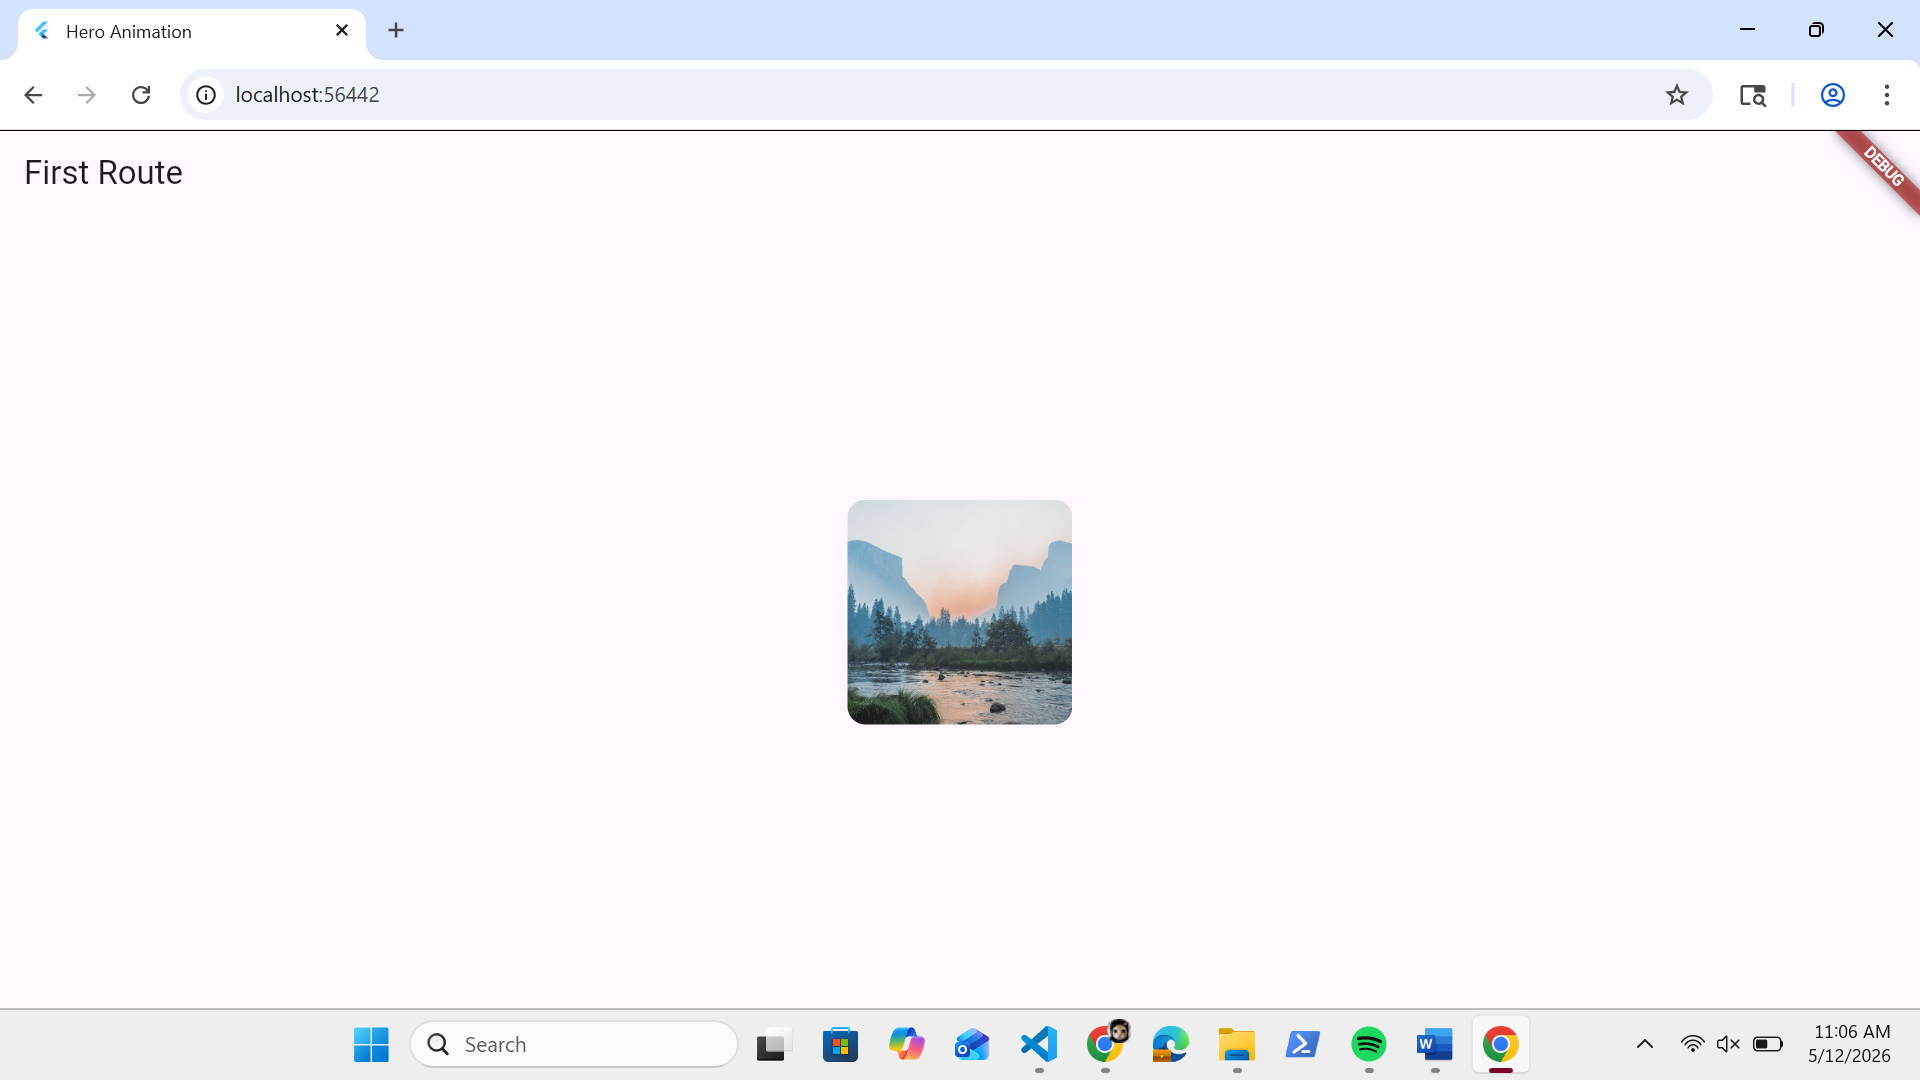 Hero Animation
localhost:56442
First Route
DEBUG
Search
11:06 AM
5/12/2026